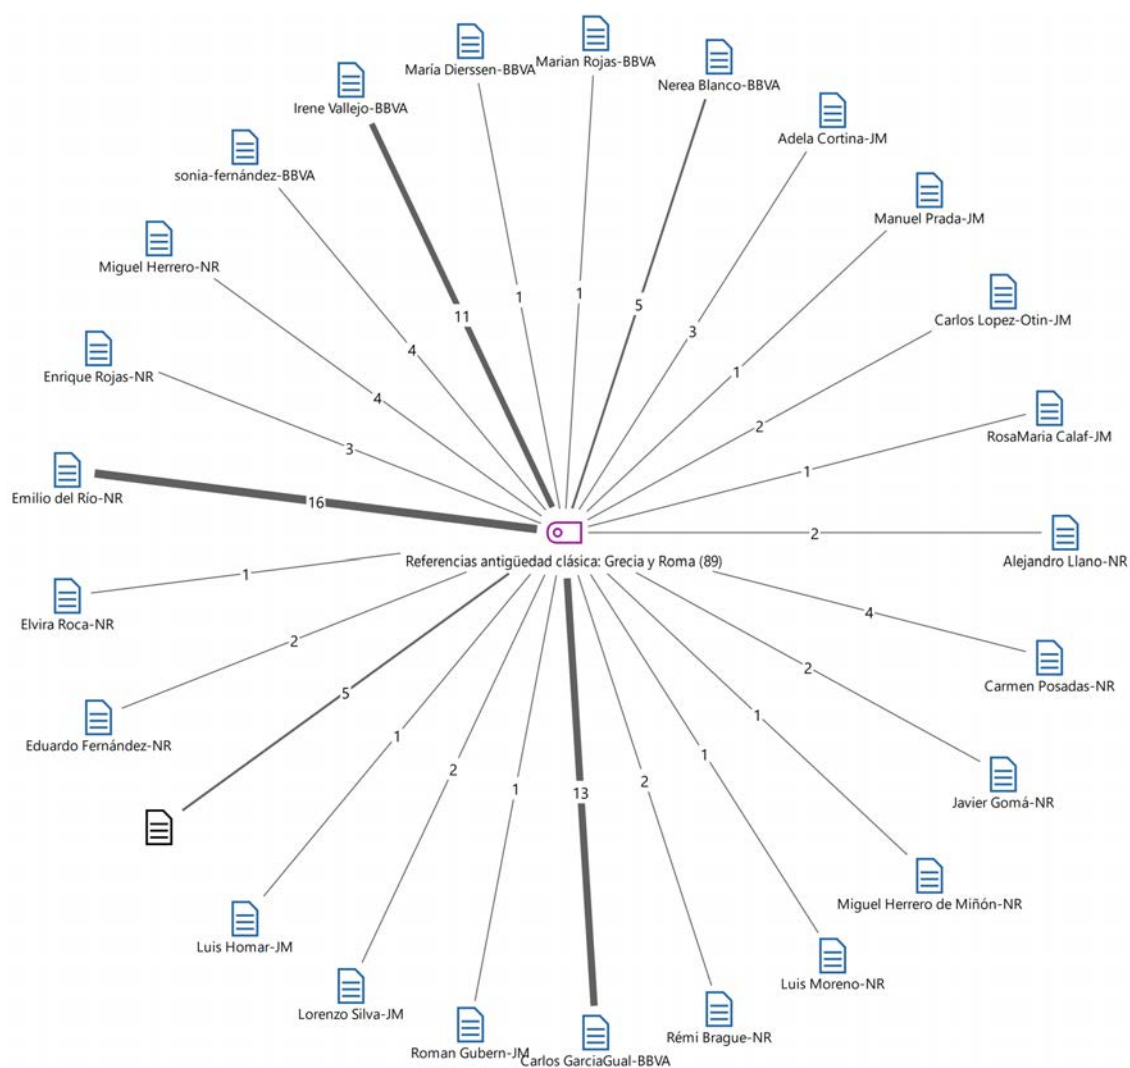 Marian Rojas-BBVA
María Dierssen-BBVA
Nerea Blanco-BBVA
Irene Vallejo-BBVA
Adela Cortina-JM
sonia-fernández-BBVA
Manuel Prada-JM
Miguel Herrero-NR
1
1
5
Carlos Lopez-Otin-JM
11
3
4
Enrique Rojas-NR
1
4
2
RosaMaria Calaf-JM
3
1
Emilio del Río-NR
16
2
Referencias antigüedad clásica: Grecia y Roma (89)
Alejandro Llano-NR
1
4
Elvira Roca-NR
2
2
Carmen Posadas-NR
5
1
Eduardo Fernández-NR
1
1
2
2
1
13
Javier Gomá-NR
Miguel Herrero de Miñón-NR
Luis Homar-JM
Luis Moreno-NR
Lorenzo Silva-JM
Rémi Brague-NR
Roman Gubern-JM
Carlos GarciaGual-BBVA